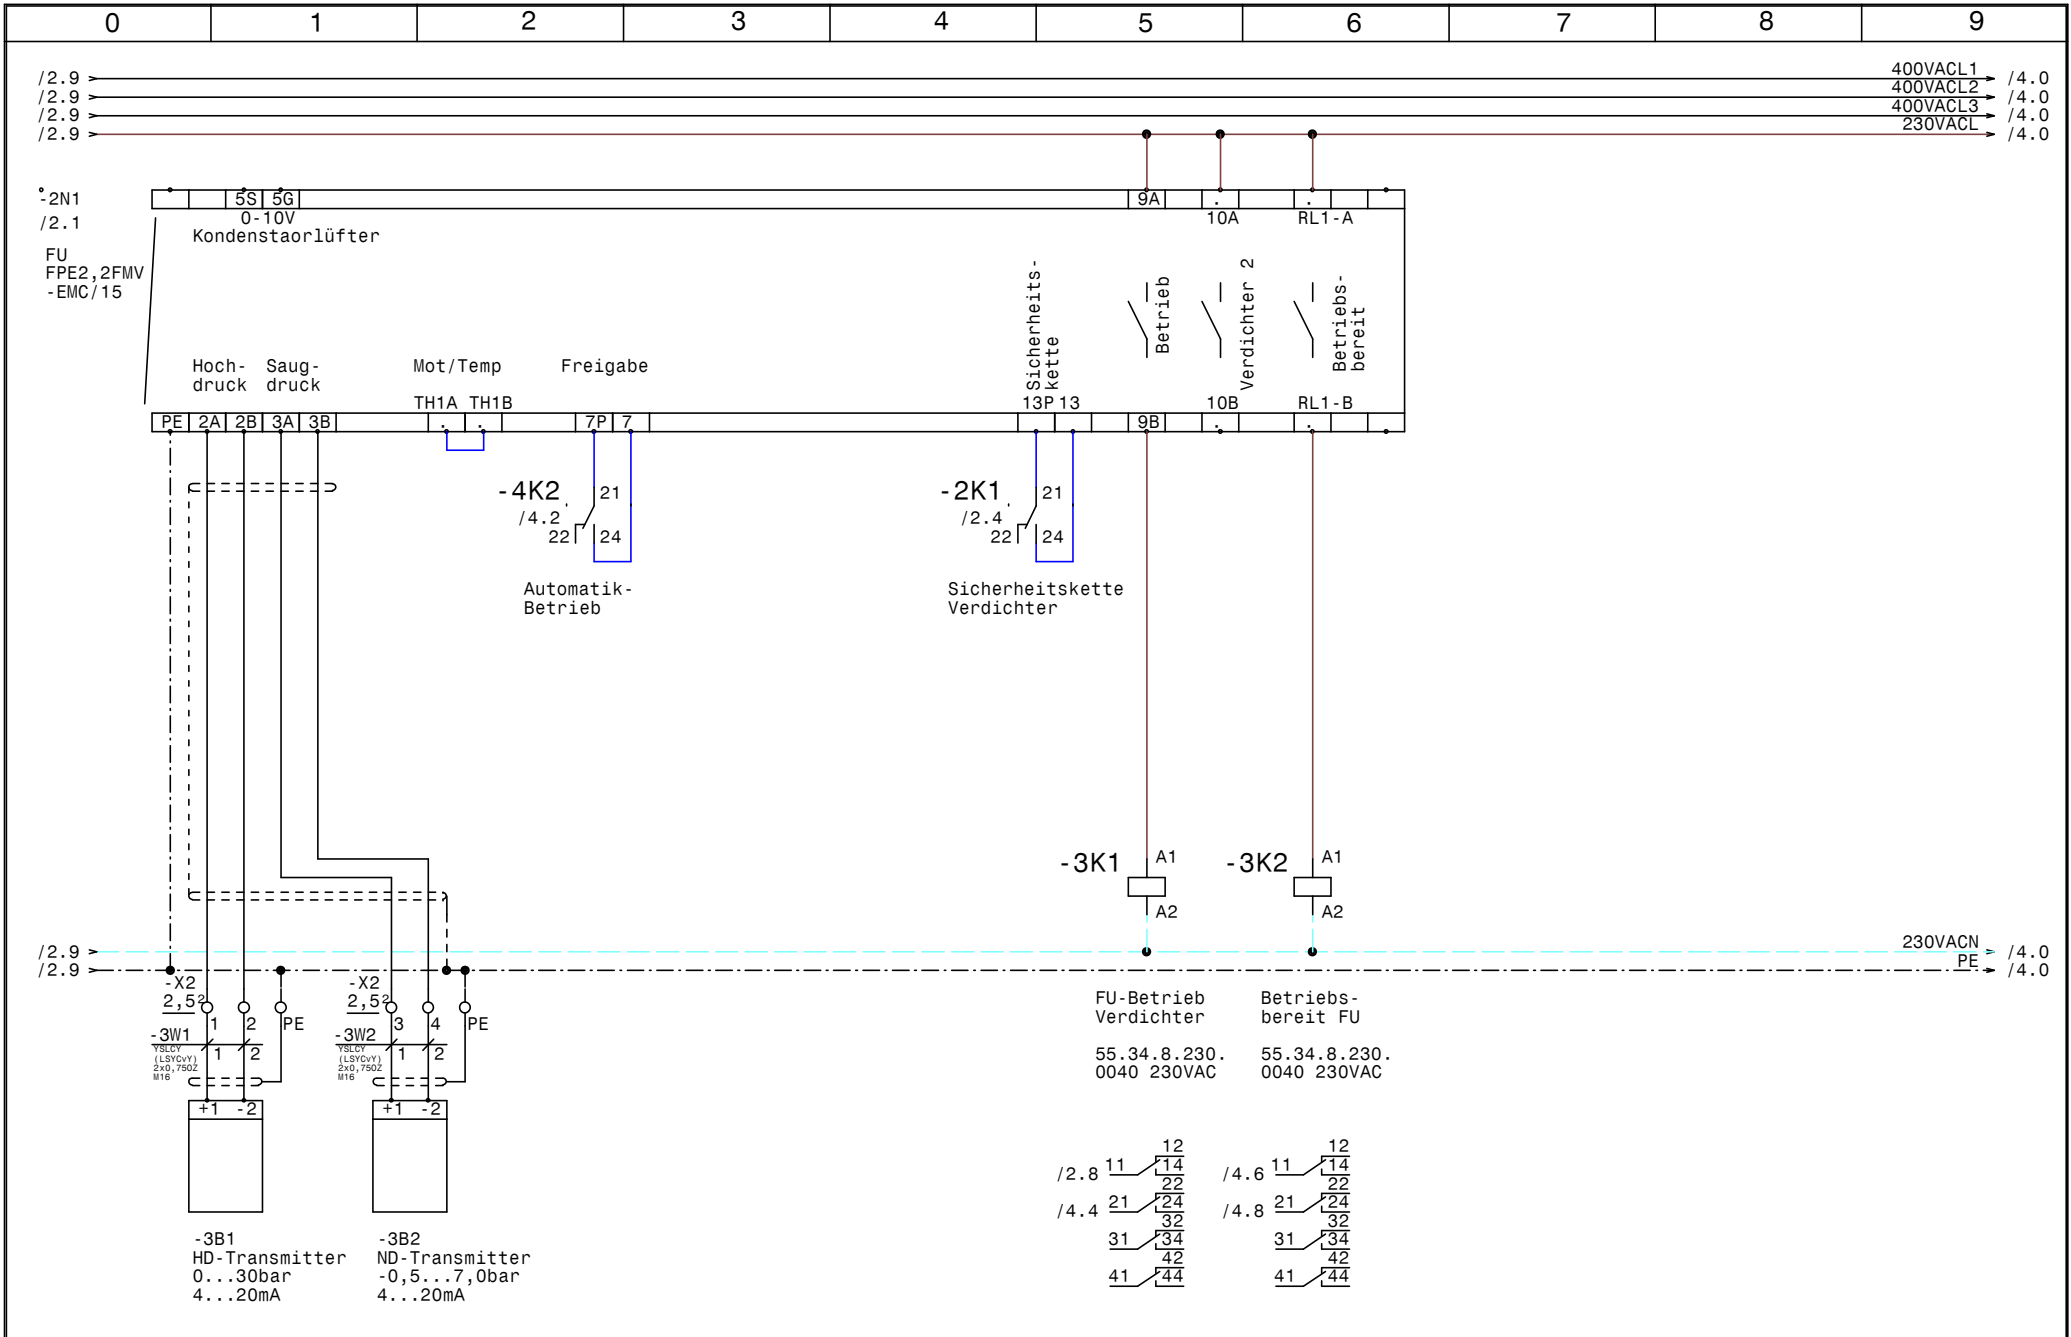 0 1 2 3 4 5 6 7 8 9
/2.9 400VACL1 /4.0
/2.9 400VACL2 /4.0
/2.9 400VACL3 /4.0
/2.9 230VACL /4.0
-2N1
/2.1
FU
FPE2,2FMV
-EMC/15
5S 5G 9A . .
0-10V 10A RL1-A
Kondenstaorlüfter
Sicherheits-
kette
Betrieb
Verdichter 2
Betriebs-
bereit
Hoch-
druck
Saug-
druck
Mot/Temp
Freigabe
TH1A TH1B 13P 13 10B RL1-B
PE 2A 2B 3A 3B . . 7P 7 9B . .
-4K2
/4.2
21
22
24
Automatik-
Betrieb
-2K1
/2.4
21
22
24
Sicherheitskette
Verdichter
-3K1
A1
A2
-3K2
A1
A2
/2.9 230VACN /4.0
/2.9 PE /4.0
-X2
2,5²
1 2 PE
-3W1
YSLCY
(LSYCvY)
2x0,75OZ
M16
1 2
+1 -2
-3B1
HD-Transmitter
0...30bar
4...20mA
-X2
2,5²
3 4 PE
-3W2
YSLCY
(LSYCvY)
2x0,75OZ
M16
1 2
+1 -2
-3B2
ND-Transmitter
-0,5...7,0bar
4...20mA
FU-Betrieb
Verdichter
55.34.8.230.
0040 230VAC
Betriebs-
bereit FU
55.34.8.230.
0040 230VAC
12
/2.8 11 14
22
/4.4 21 24
32
31 34
42
41 44
12
/4.6 11 14
22
/4.8 21 24
32
31 34
42
41 44